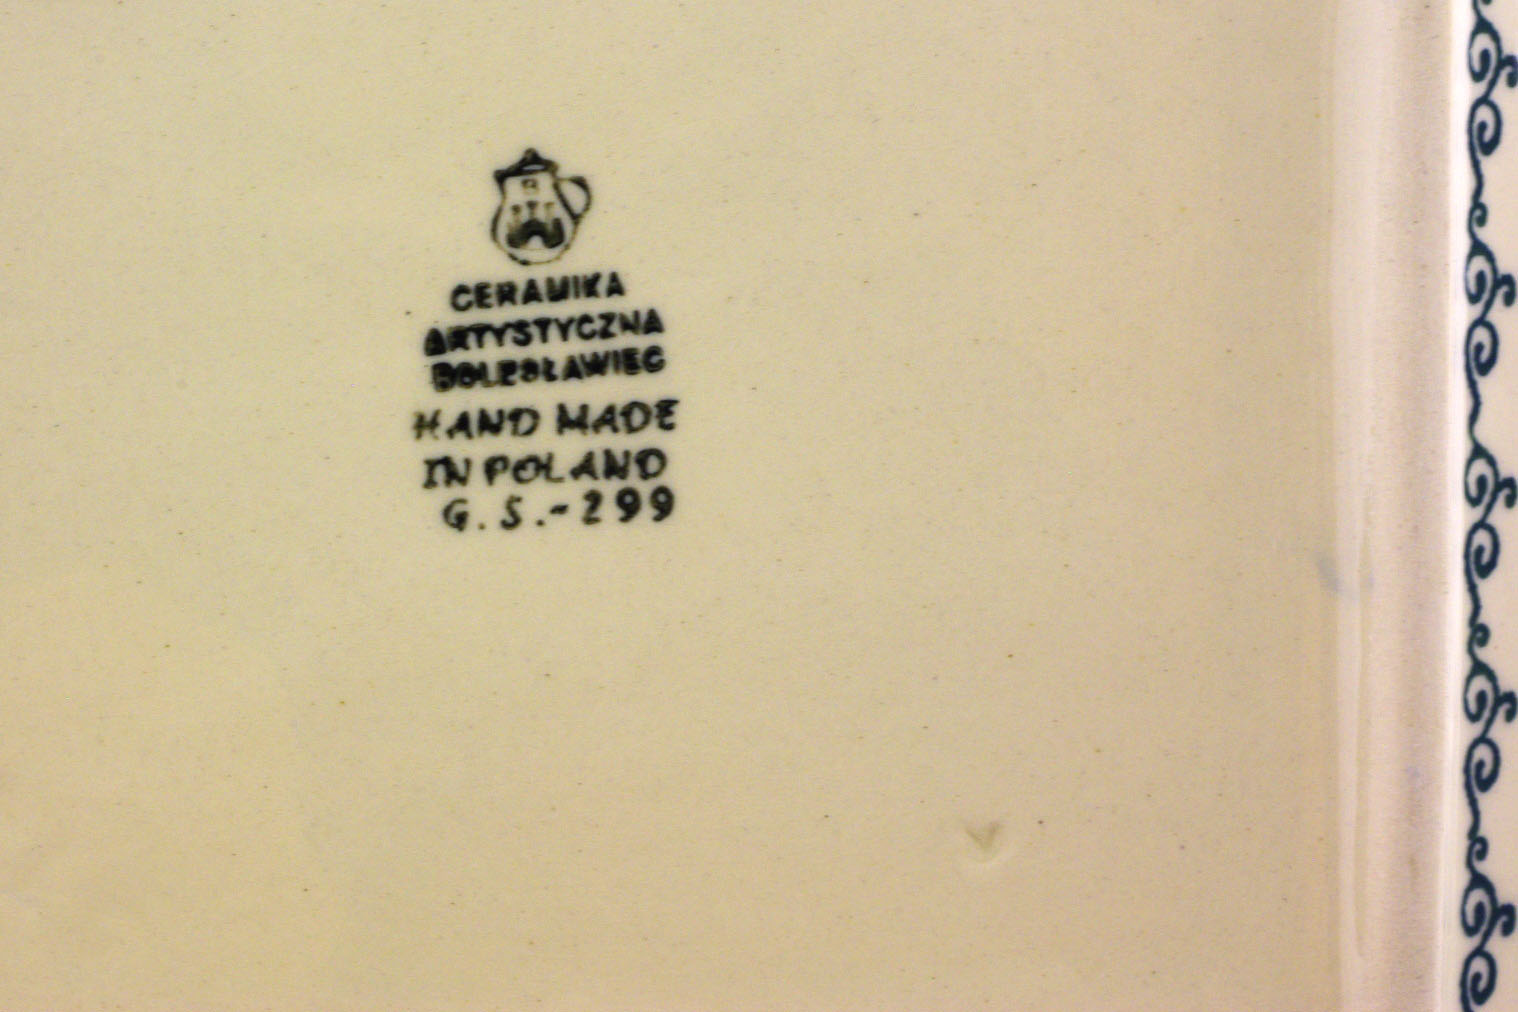 CERAMIKA
ARTYSTYCZNA
BOLESŁAWIEC
HAND MADE
IN POLAND
G.S.-299